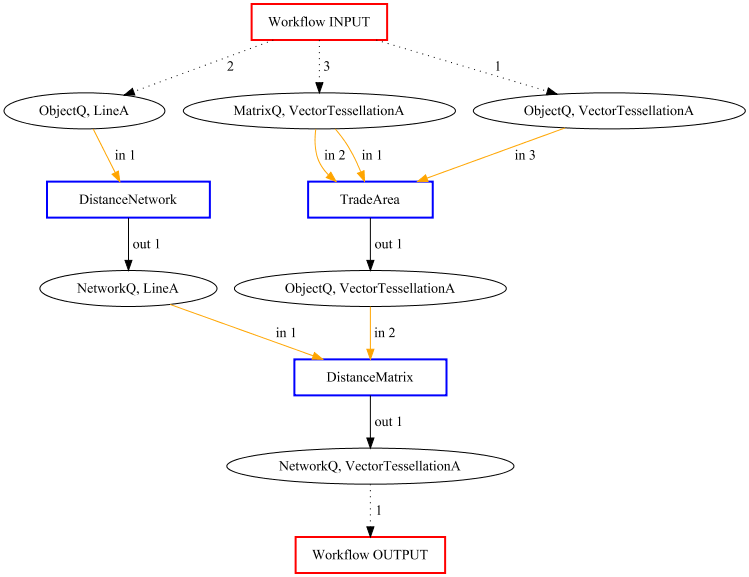 Workflow INPUT
2
3
1
ObjectQ, LineA
MatrixQ, VectorTessellationA
ObjectQ, VectorTessellationA
in 1
in 2
in 1
in 3
DistanceNetwork
TradeArea
out 1
out 1
NetworkQ, LineA
ObjectQ, VectorTessellationA
in 1
in 2
DistanceMatrix
out 1
NetworkQ, VectorTessellationA
1
Workflow OUTPUT